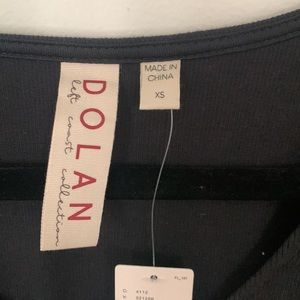 DOLAN
left coast collection
MADE IN
CHINA
XS